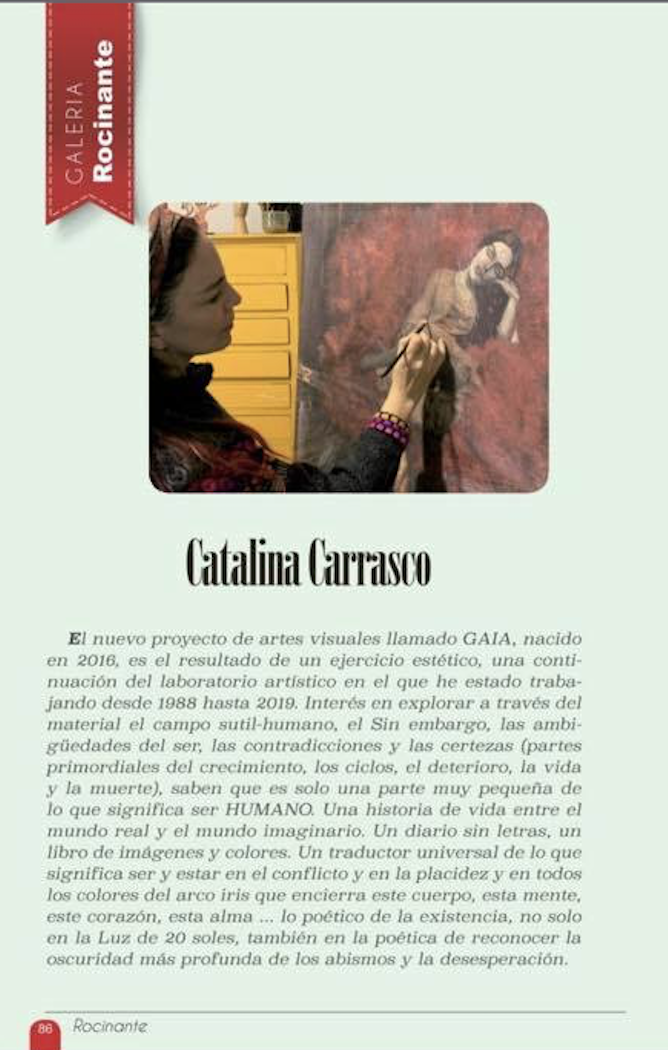 GALERIA
Rocinante
Catalina Carrasco
El nuevo proyecto de artes visuales llamado GAIA, nacido
en 2016, es el resultado de un ejercicio estético, una conti-
nuación del laboratorio artístico en el que he estado traba-
jando desde 1988 hasta 2019. Interés en explorar a través del
material el campo sutil-humano, el Sin embargo, las ambi-
güedades del ser, las contradicciones y las certezas (partes
primordiales del crecimiento, los ciclos, el deterioro, la vida
y la muerte), saben que es solo una parte muy pequeña de
lo que significa ser HUMANO. Una historia de vida entre el
mundo real y el mundo imaginario. Un diario sin letras, un
libro de imágenes y colores. Un traductor universal de lo que
significa ser y estar en el conflicto y en la placidez y en todos
los colores del arco iris que encierra este cuerpo, esta mente,
este corazón, esta alma ... lo poético de la existencia, no solo
en la Luz de 20 soles, también en la poética de reconocer la
oscuridad más profunda de los abismos y la desesperación.
86 Rocinante